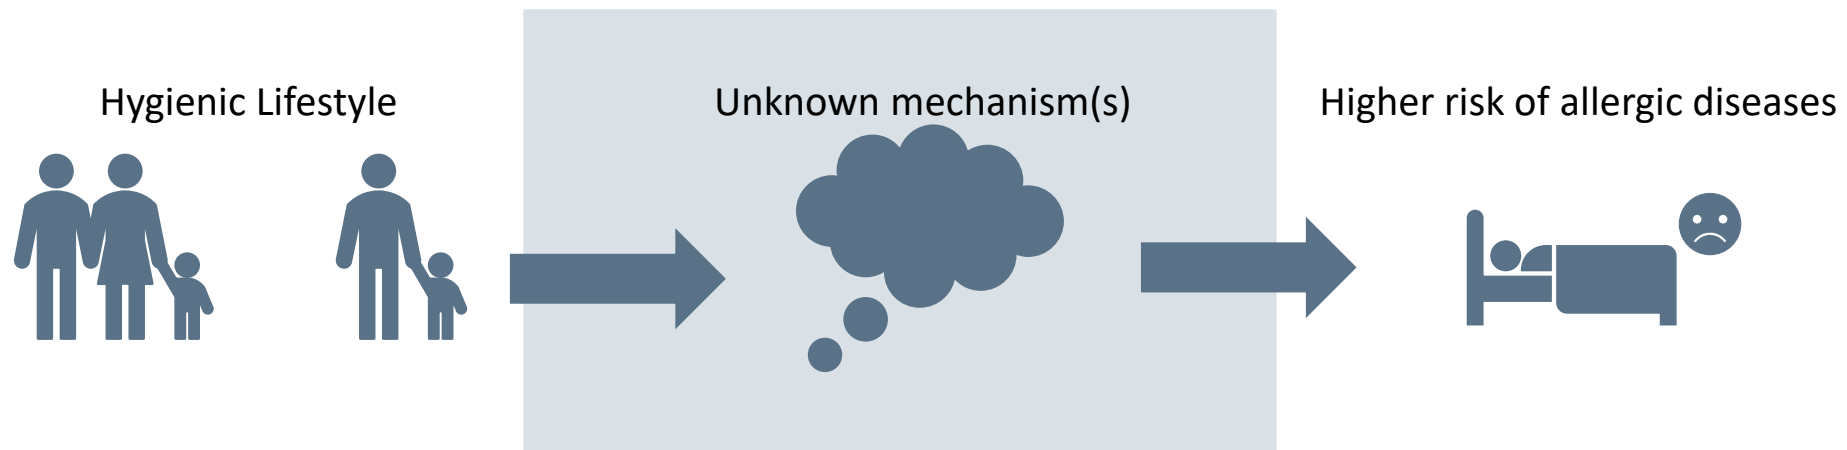 Hygienic Lifestyle
Unknown mechanism(s)
Higher risk of allergic diseases